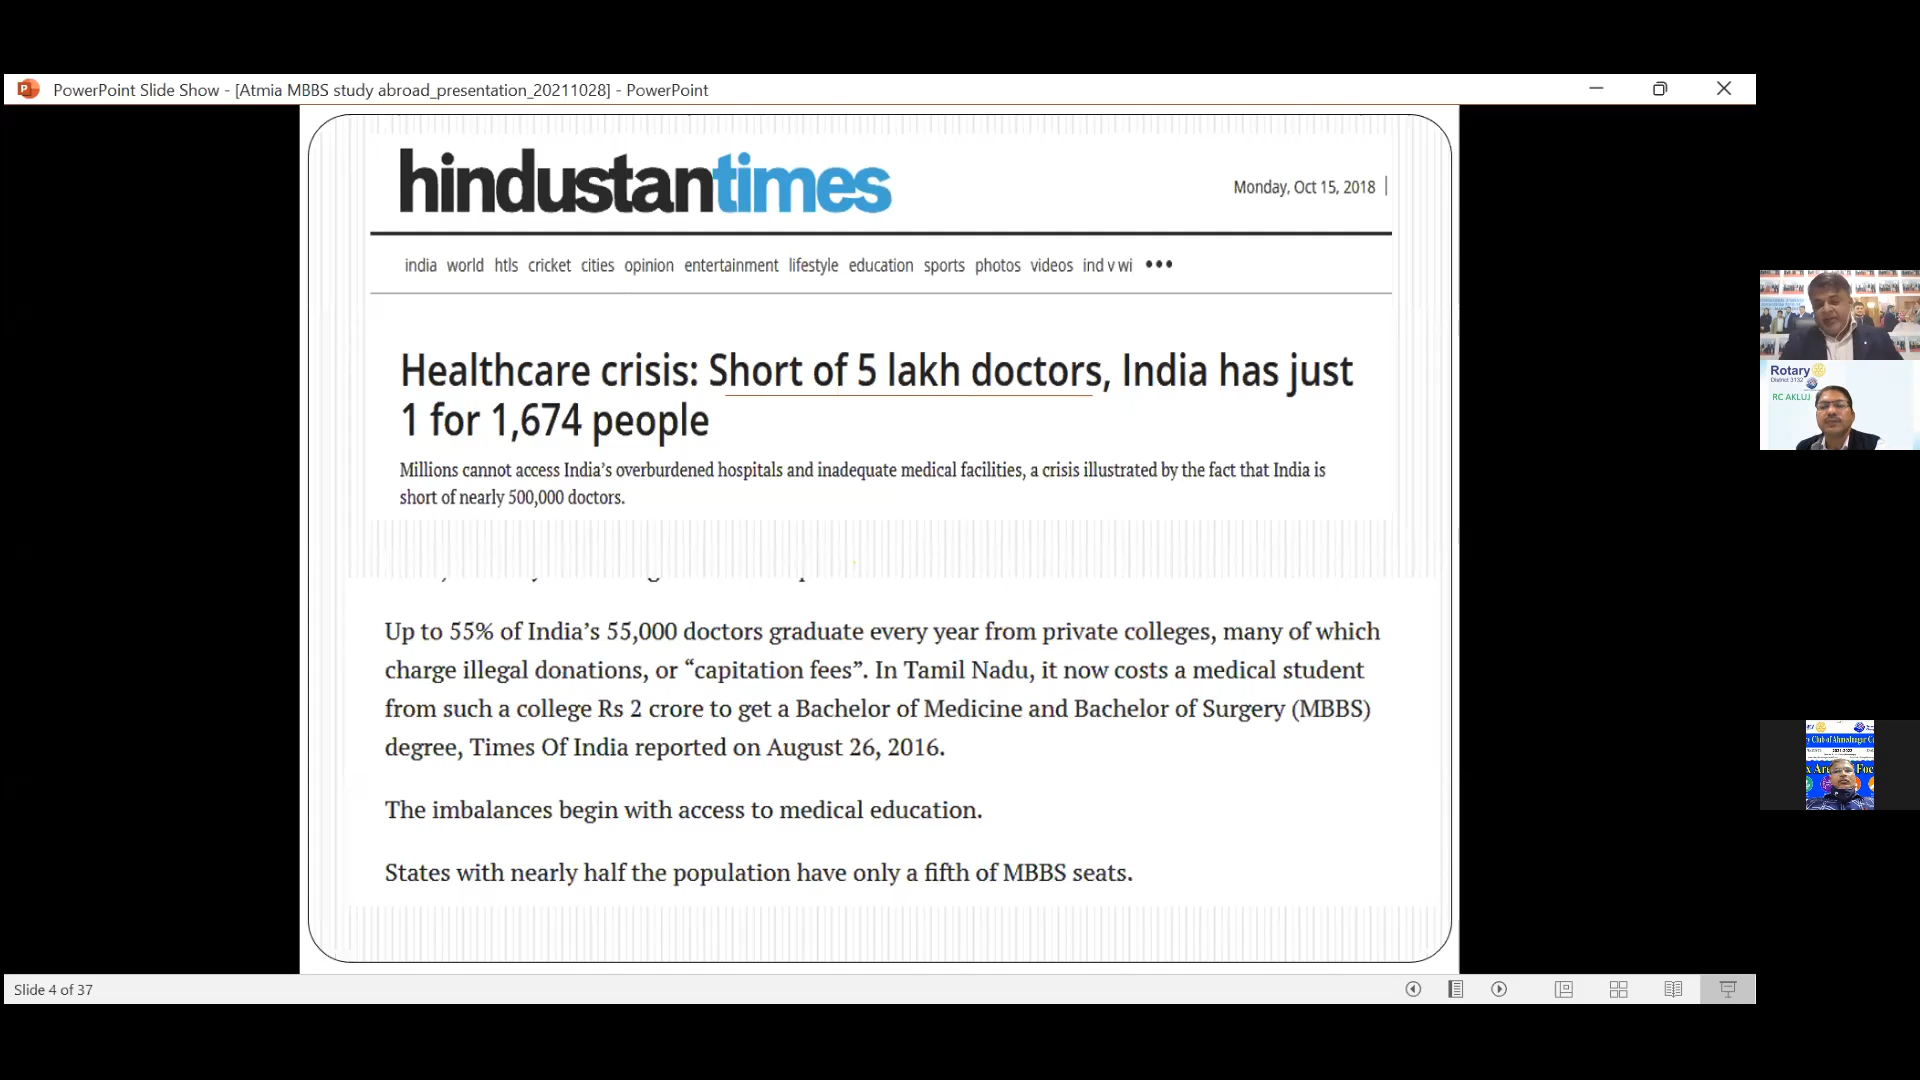 PowerPoint Slide Show - [Atmia MBBS study abroad_presentation_20211028] - PowerPoint
hindustantimes
Monday, Oct 15, 2018
india world htls cricket cities opinion entertainment lifestyle education sports photos videos ind v wi •••
Healthcare crisis: Short of 5 lakh doctors, India has just
1 for 1,674 people
Millions cannot access India’s overburdened hospitals and inadequate medical facilities, a crisis illustrated by the fact that India is
short of nearly 500,000 doctors.
Up to 55% of India’s 55,000 doctors graduate every year from private colleges, many of which
charge illegal donations, or “capitation fees”. In Tamil Nadu, it now costs a medical student
from such a college Rs 2 crore to get a Bachelor of Medicine and Bachelor of Surgery (MBBS)
degree, Times Of India reported on August 26, 2016.
The imbalances begin with access to medical education.
States with nearly half the population have only a fifth of MBBS seats.
Slide 4 of 37
Rotary
District 3132
RC AKLUJ
Club of Ahmednagar
2021-2022